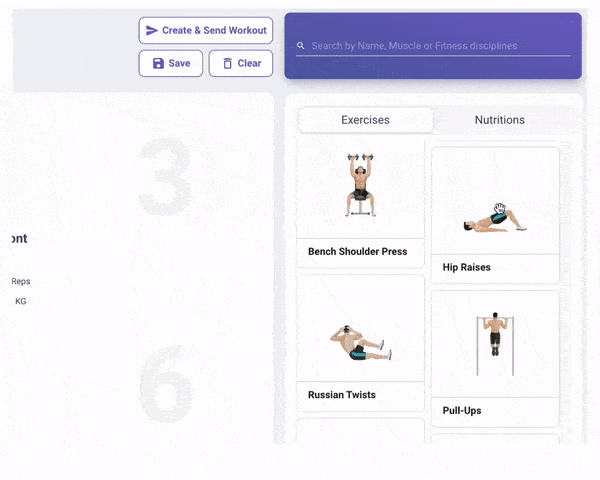 Create & Send Workout
Save
Clear
Search by Name, Muscle or Fitness disciplines
3
ont
Reps
KG
6
Exercises
Nutritions
Bench Shoulder Press
Hip Raises
Russian Twists
Pull-Ups